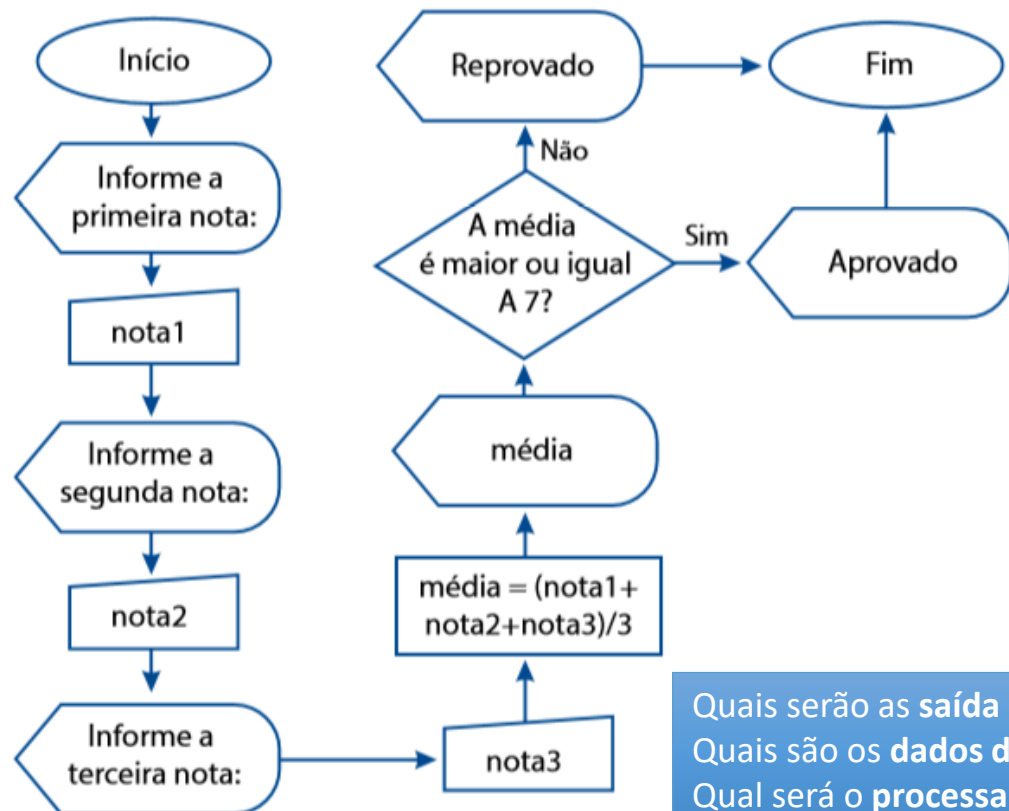 Início
Informe a
primeira nota:
nota1
Informe a
segunda nota:
nota2
Informe a
terceira nota:
nota3
média = (nota1+
nota2+nota3)/3
média
A média
é maior ou igual
A 7?
Não
Reprovado
Sim
Aprovado
Fim
Quais serão as saída
Quais são os dados d
Qual será o processa